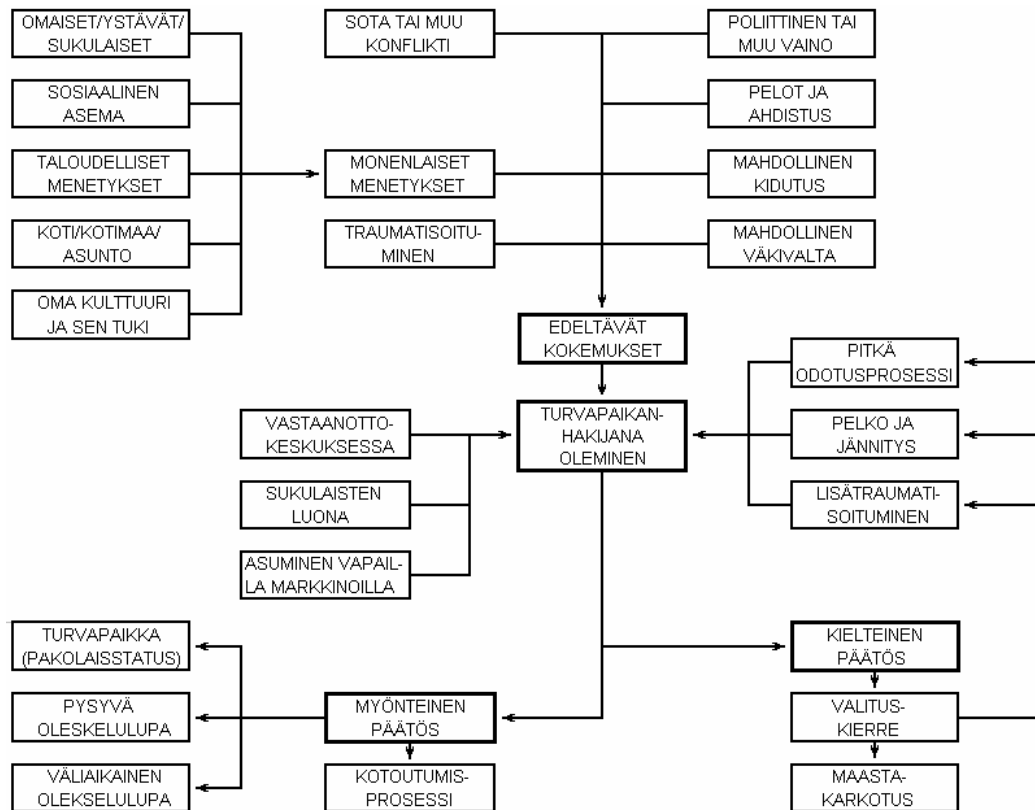 OMAISET/YSTÄVÄT/
SUKULAISET
SOTA TAI MUU
KONFLIKTI
POLIITTINEN TAI
MUU VAINO
SOSIAALINEN
ASEMA
PELOT JA
AHDISTUS
TALOUDELLISET
MENETYKSET
MONENLAISET
MENETYKSET
MAHDOLLINEN
KIDUTUS
KOTI/KOTIMAA/
ASUNTO
TRAUMATISOITU-
MINEN
MAHDOLLINEN
VÄKIVALTA
OMA KULTTUURI
JA SEN TUKI
EDELTÄVÄT
KOKEMUKSET
PITKÄ
ODOTUSPROSESSI
VASTAANOTTO-
KESKUKSESSA
TURVAPAIKAN-
HAKIJANA
OLEMINEN
PELKO JA
JÄNNITYS
SUKULAISTEN
LUONA
LISÄTRAUMATI-
SOITUMINEN
ASUMINEN VAPAIL-
LA MARKKINOILLA
TURVAPAIKKA
(PAKOLAISSTATUS)
KIELTEINEN
PÄÄTÖS
PYSYVÄ
OLESKELULUPA
MYÖNTEINEN
PÄÄTÖS
VALITUS-
KIERRE
VÄLIAIKAINEN
OLEKSELULUPA
KOTOUTUMIS-
PROSESSI
MAASTA-
KARKOTUS